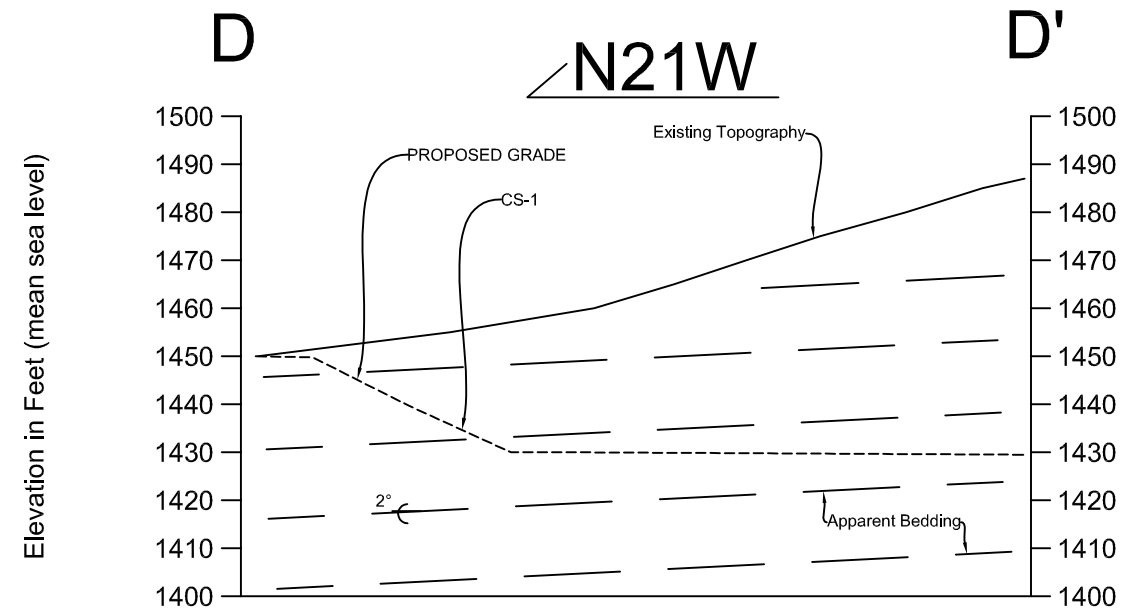 D
D'
N21W
Elevation in Feet (mean sea level)
1500
1490
1480
1470
1460
1450
1440
1430
1420
1410
1400
Existing Topography
PROPOSED GRADE
CS-1
2°
Apparent Bedding
1500
1490
1480
1470
1460
1450
1440
1430
1420
1410
1400